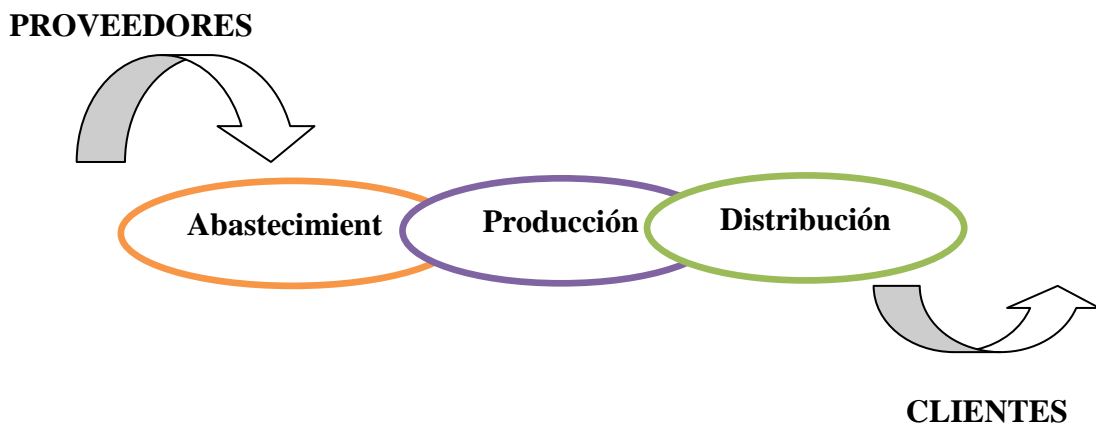 PROVEEDORES
Abastecimient
Producción
Distribución
CLIENTES